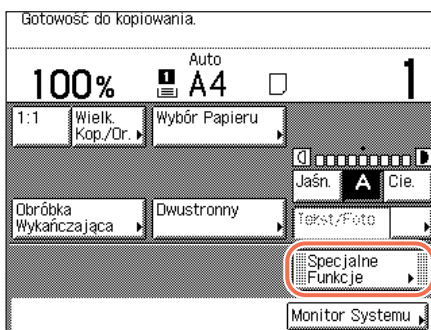 Gotowość do kopiowania.
Auto
100% 1 A4 1
1:1 Wielk. Kop./Or. Wybór Papieru
Jaśn. A Cie.
Obróbka Wykańczająca Dwustronny Tekst/Foto
Specjalne
Funkcje
Monitor Systemu